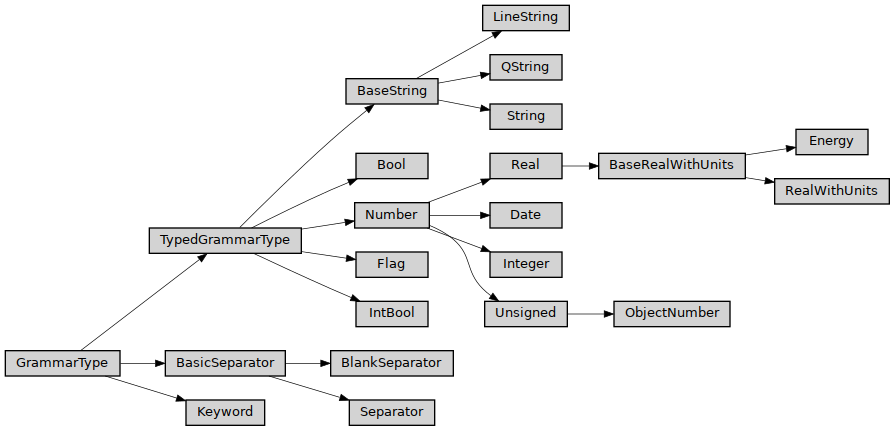 LineString
QString
BaseString
String
Energy
Bool
Real
BaseRealWithUnits
RealWithUnits
Number
Date
TypedGrammarType
Flag
Integer
IntBool
Unsigned
ObjectNumber
GrammarType
BasicSeparator
BlankSeparator
Keyword
Separator